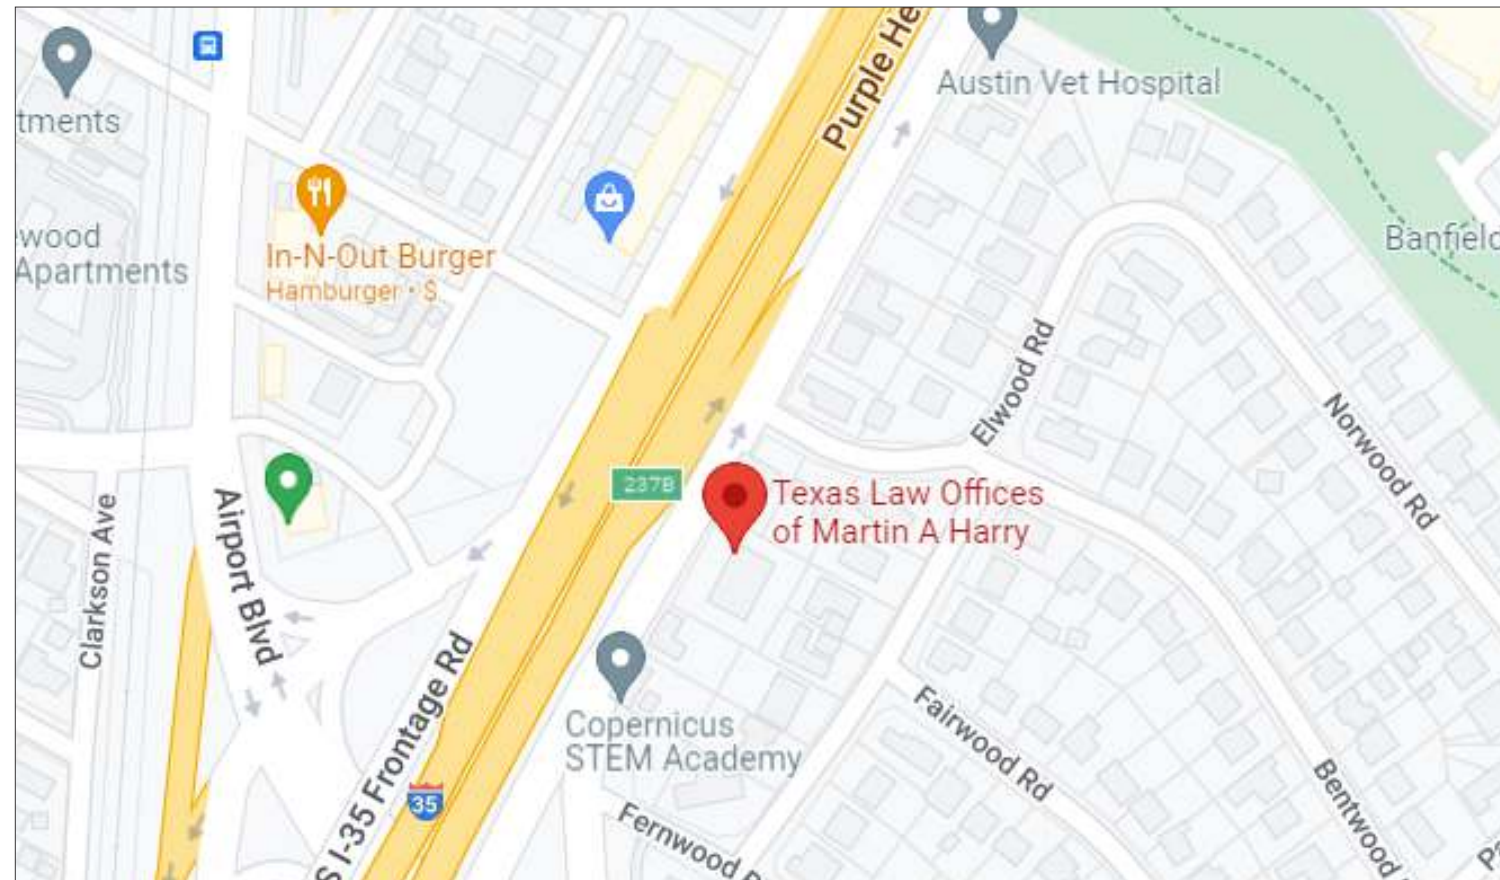 Purple He
Austin Vet Hospital
tments
wood
Apartments
In-N-Out Burger
Hamburger · $
Banfield
Elwood Rd
Norwood Rd
237B
Texas Law Offices
of Martin A Harry
Clarkson Ave
Airport Blvd
S I-35 Frontage Rd
35
Copernicus
STEM Academy
Fairwood Rd
Fernwood
Bentwood